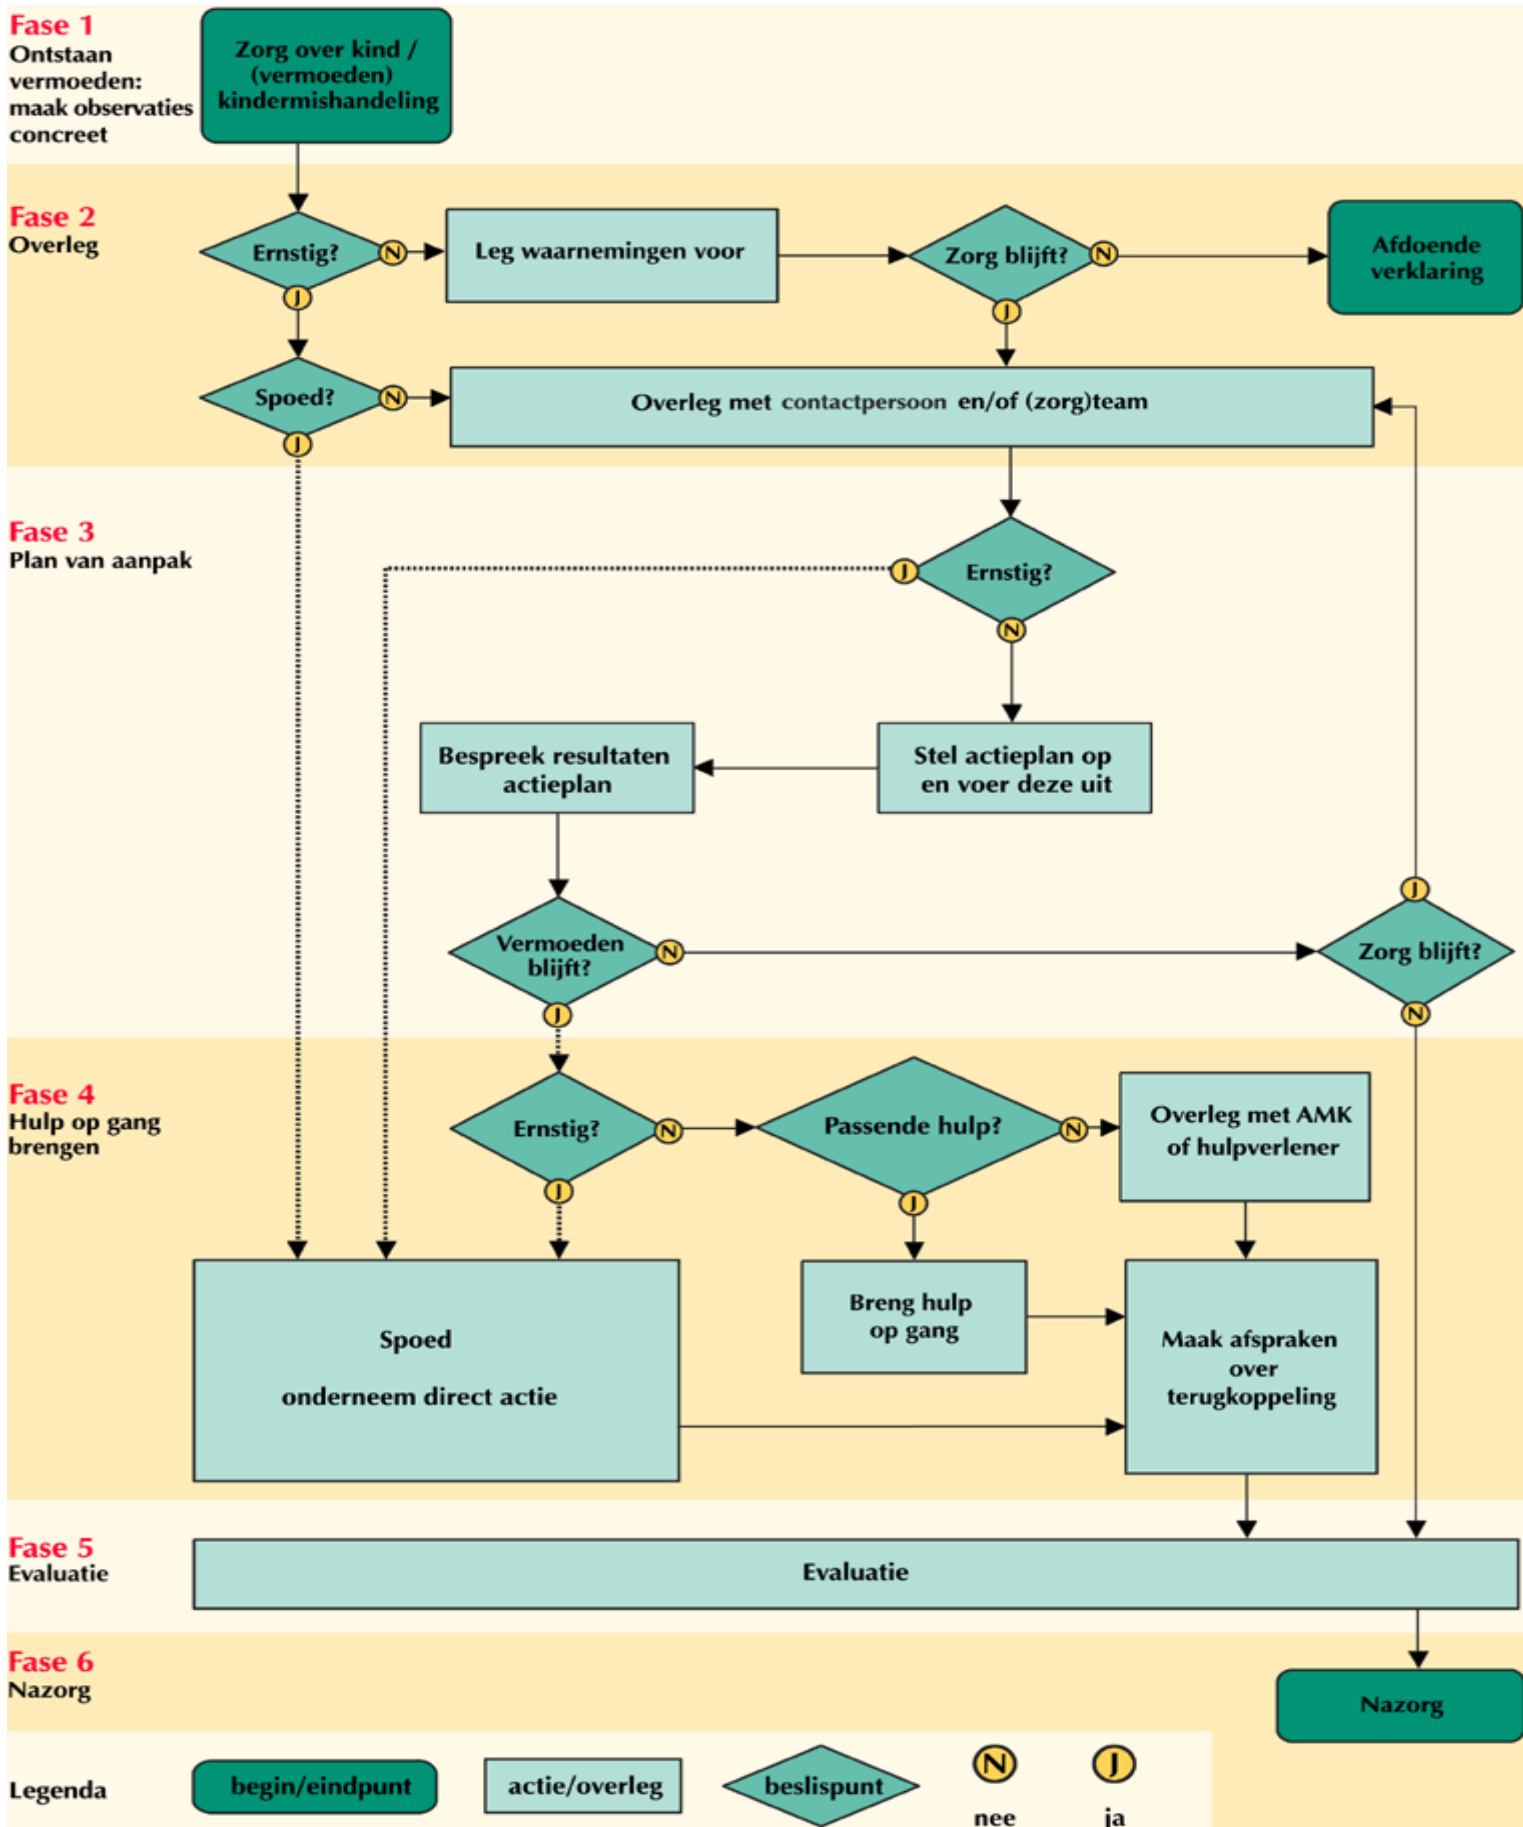 Fase 1
Ontstaan
vermoeden:
maak observaties
concreet
Zorg over kind /
(vermoeden)
kindermishandeling
Fase 2
Overleg
Ernstig?
N
J
Leg waarnemingen voor
Zorg blijft?
N
J
Afdoende
verklaring
Spoed?
N
J
Overleg met contactpersoon en/of (zorg)team
Fase 3
Plan van aanpak
J
Ernstig?
N
Bespreek resultaten
actieplan
Stel actieplan op
en voer deze uit
Vermoeden
blijft?
N
J
J
Zorg blijft?
N
Fase 4
Hulp op gang
brengen
Ernstig?
N
J
Passende hulp?
N
J
Overleg met AMK
of hulpverlener
Spoed
onderneem direct actie
Breng hulp
op gang
Maak afspraken
over
terugkoppeling
Fase 5
Evaluatie
Evaluatie
Fase 6
Nazorg
Nazorg
Legenda
begin/eindpunt
actie/overleg
beslispunt
N
nee
J
ja